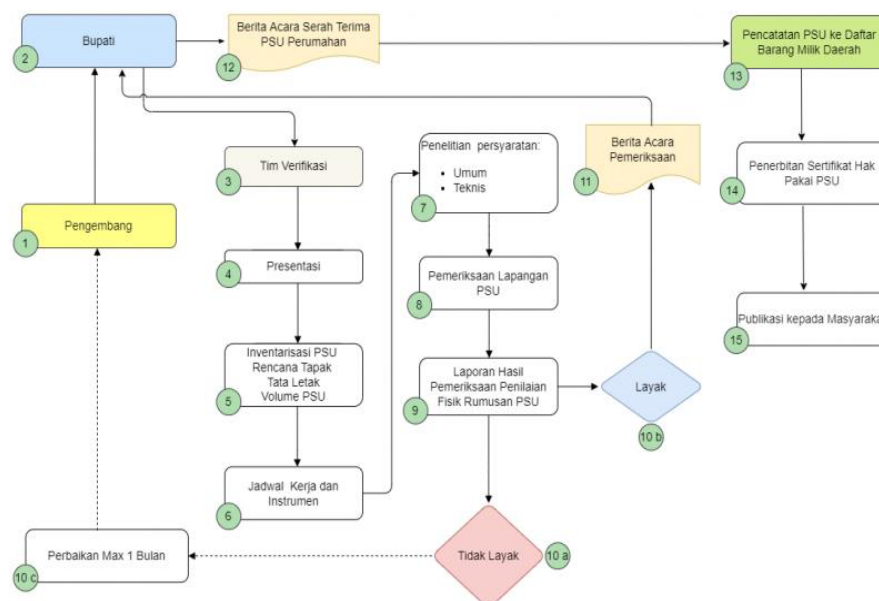 Bupati
2
Berita Acara Serah Terima
PSU Perumahan
12
Pencatatan PSU ke Daftar
Barang Milik Daerah
13
Tim Verifikasi
3
Penelitian persyaratan:
• Umum
• Teknis
7
Berita Acara
Pemeriksaan
11
Penerbitan Sertifikat Hak
Pakai PSU
14
Pengembang
1
Presentasi
4
Pemeriksaan Lapangan
PSU
8
Publikasi kepada Masyaraka
15
Inventarisasi PSU
Rencana Tapak
Tata Letak
Volume PSU
5
Laporan Hasil
Pemeriksaan Penilaian
Fisik Rumusan PSU
9
Layak
10 b
Jadwal Kerja dan
Instrumen
6
Perbaikan Max 1 Bulan
10 c
Tidak Layak
10 a